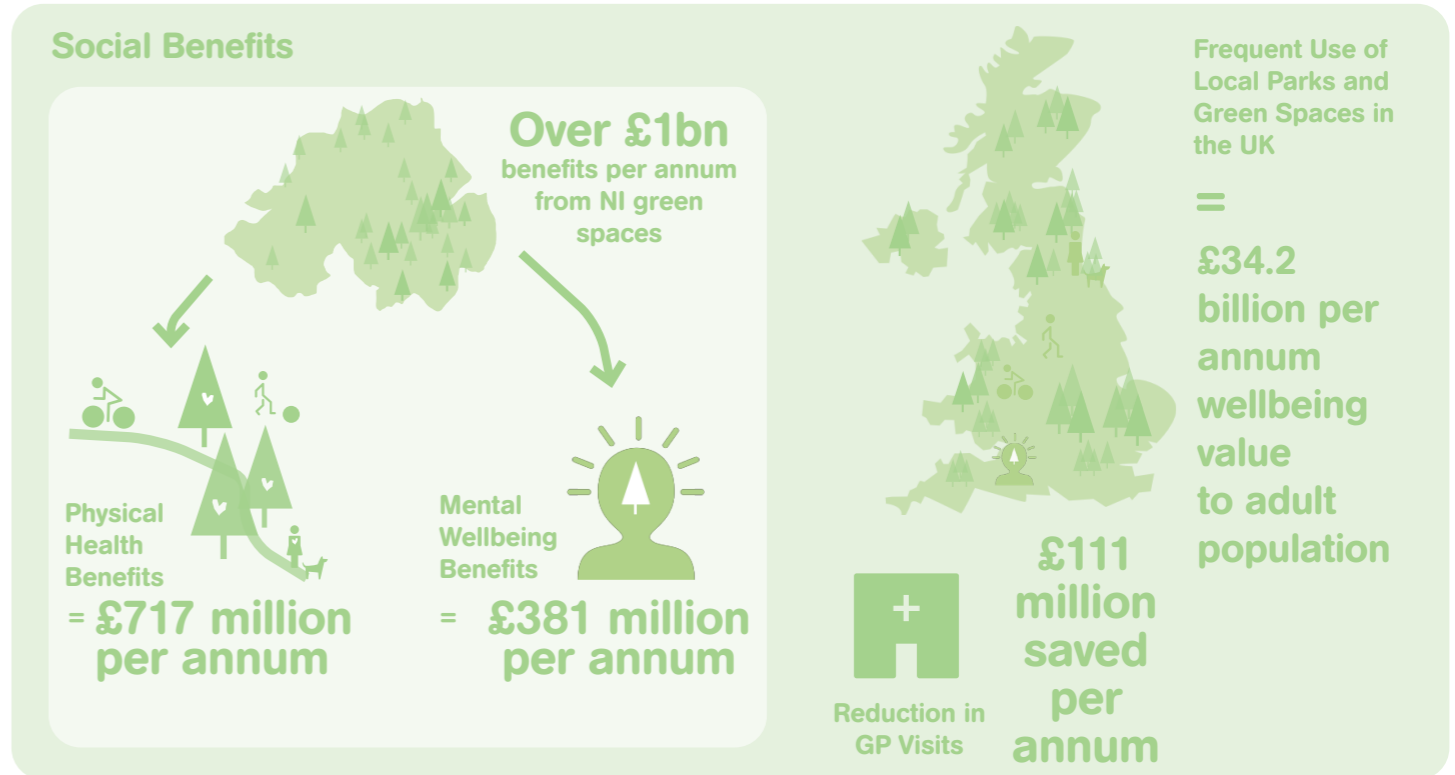 Social Benefits
Over £1bn
benefits per annum
from NI green
spaces
Physical
Health
Benefits
= £717 million
per annum
Mental
Wellbeing
Benefits
= £381 million
per annum
Frequent Use of
Local Parks and
Green Spaces in
the UK
=
£34.2
billion per
annum
wellbeing
value
to adult
population
Reduction in
GP Visits
£111
million
saved
per
annum